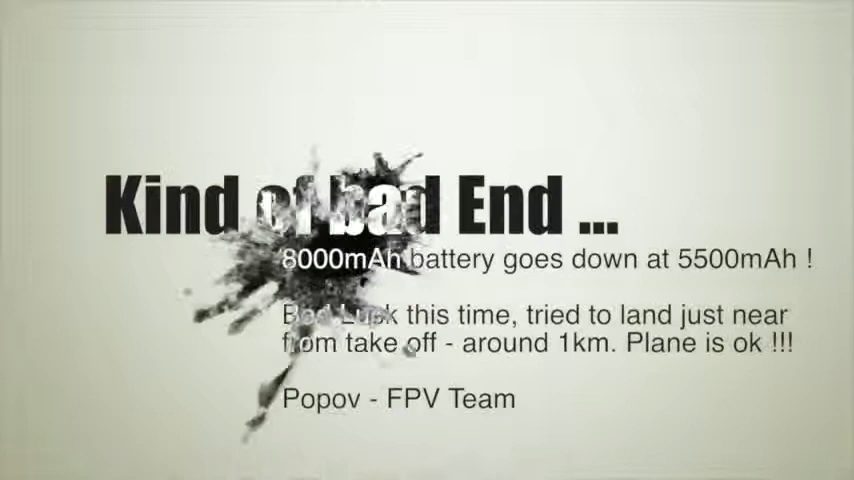 Kind of bad End ...
8000mAh battery goes down at 5500mAh !
Bad Lusk this time, tried to land just near
from take off - around 1km. Plane is ok !!!
Popov - FPV Team